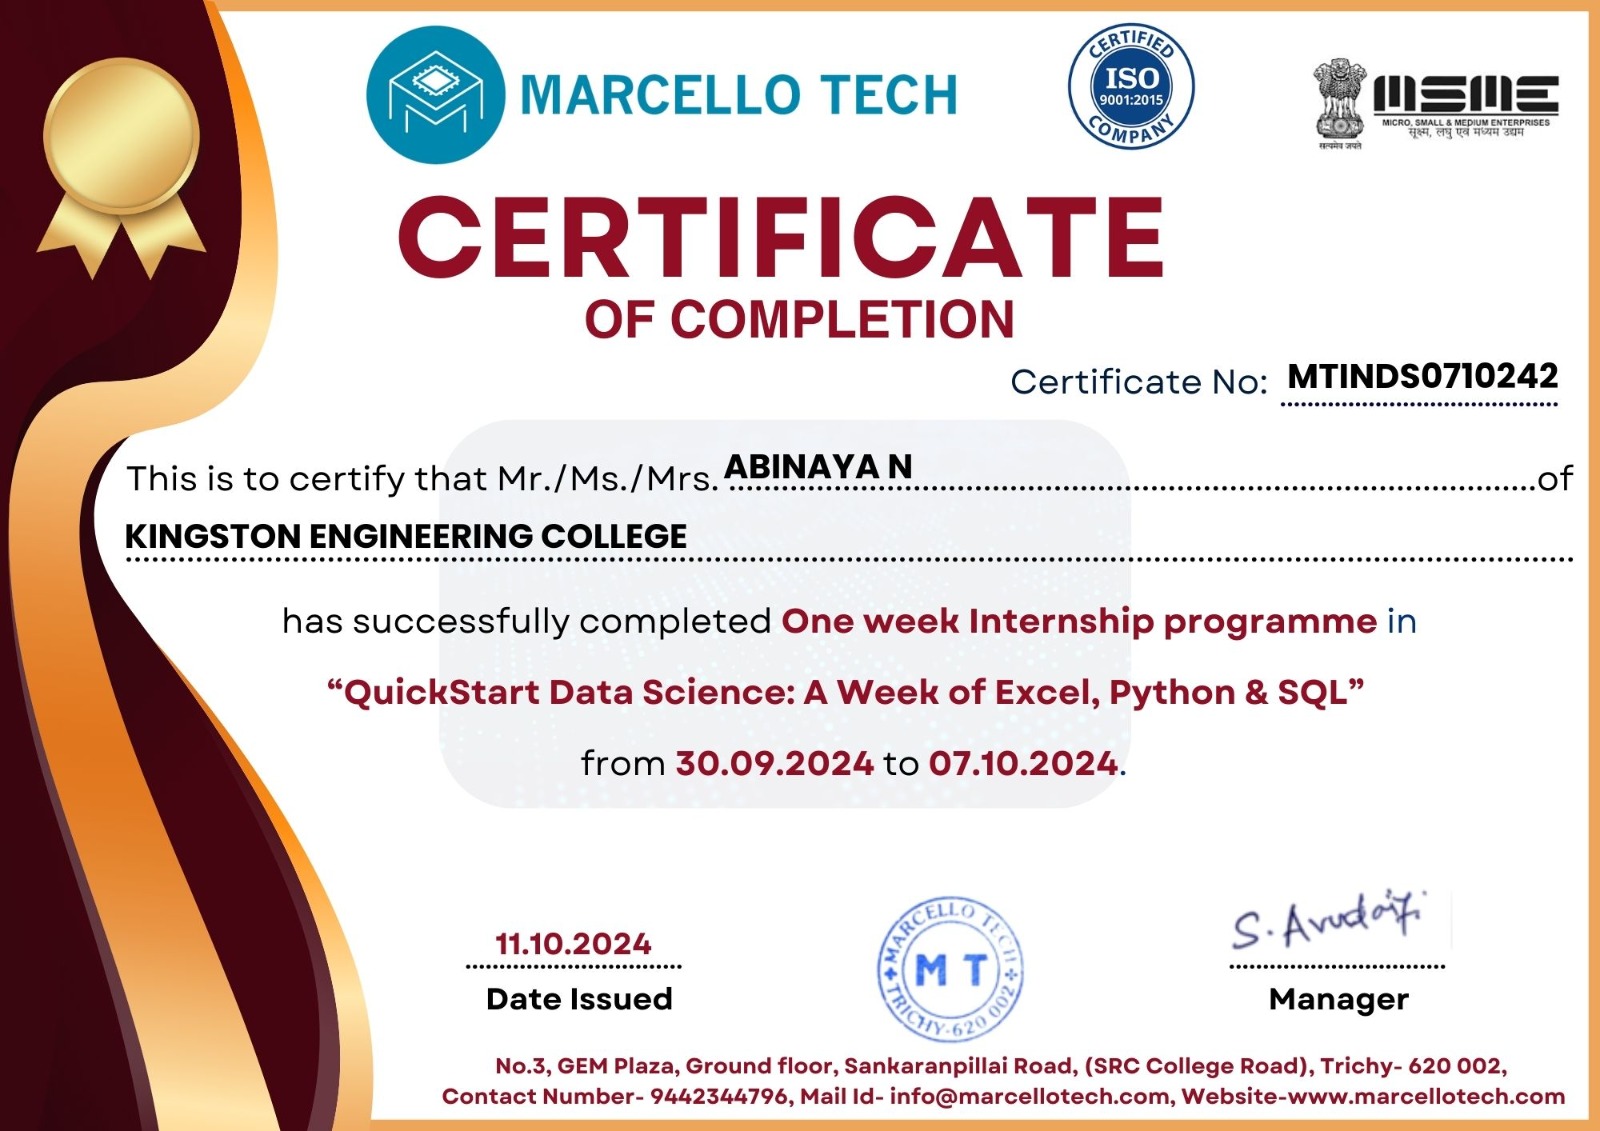 MARCELLO TECH
CERTIFIED
ISO
9001:2015
COMPANY
सत्यमेव जयते
MSME
MICRO, SMALL & MEDIUM ENTERPRISES
सूक्ष्म, लघु एवं मध्यम उद्यम
CERTIFICATE
OF COMPLETION
Certificate No: MTINDS0710242
This is to certify that Mr./Ms./Mrs. ABINAYA N of
KINGSTON ENGINEERING COLLEGE
has successfully completed One week Internship programme in
“QuickStart Data Science: A Week of Excel, Python & SQL”
from 30.09.2024 to 07.10.2024.
11.10.2024
Date Issued
MARCELLO TECH
M T
TRICHY-620 002
S. Avudaiji
Manager
No.3, GEM Plaza, Ground floor, Sankaranpillai Road, (SRC College Road), Trichy- 620 002,
Contact Number- 9442344796, Mail Id- info@marcellotech.com, Website-www.marcellotech.com